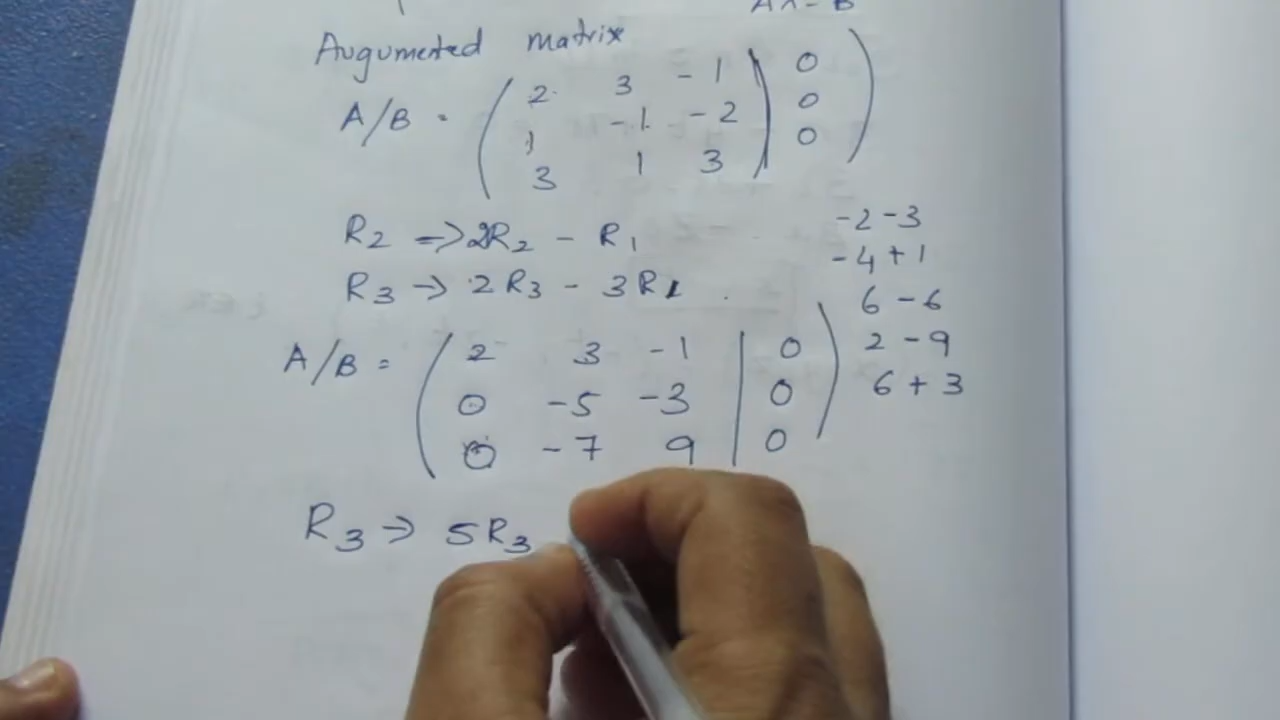 AX = B
Augumented matrix
A/B = ( 2 3 -1 | 0 )
1 -1 -2 0
3 1 3 0
R2 => 2R2 - R1 -2 -3
-4 + 1
R3 -> 2R3 - 3R1 6 - 6
A/B = ( 2 3 -1 | 0 ) 2 - 9
0 -5 -3 0 6 + 3
0 -7 9 0
R3 -> 5R3